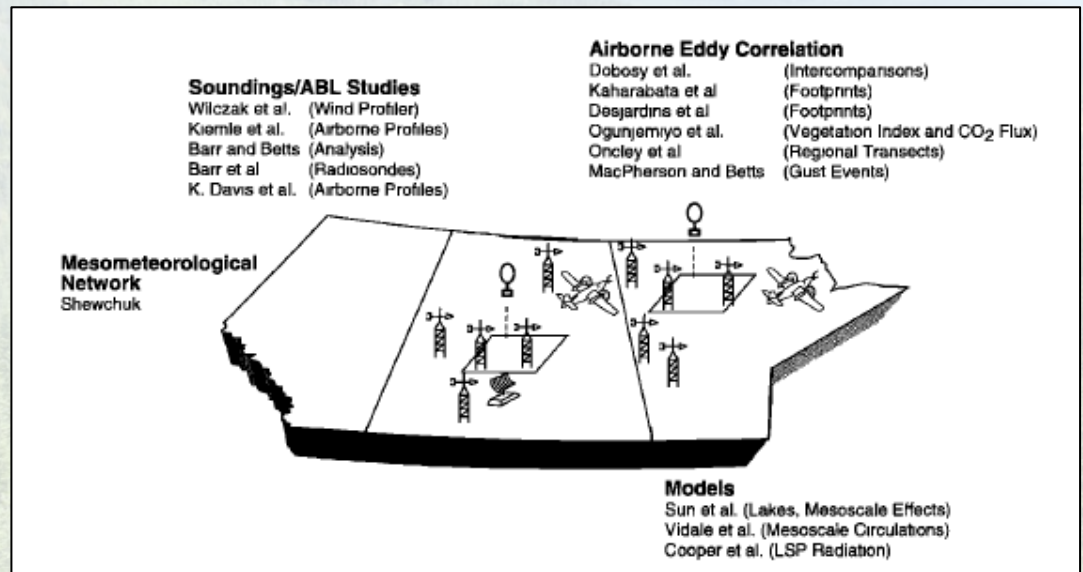 Soundings/ABL Studies
Wilczak et al. (Wind Profiler)
Kiemle et al. (Airborne Profiles)
Barr and Betts (Analysis)
Barr et al (Radiosondes)
K. Davis et al. (Airborne Profiles)
Airborne Eddy Correlation
Dobosy et al. (Intercomparisons)
Kaharabata et al (Footprints)
Desjardins et al (Footprints)
Ogunjemiyo et al. (Vegetation Index and CO2 Flux)
Oncley et al (Regional Transects)
MacPherson and Betts (Gust Events)
Mesometeorological
Network
Shewchuk
Models
Sun et al. (Lakes, Mesoscale Effects)
Vidale et al. (Mesoscale Circulations)
Cooper et al. (LSP Radiation)